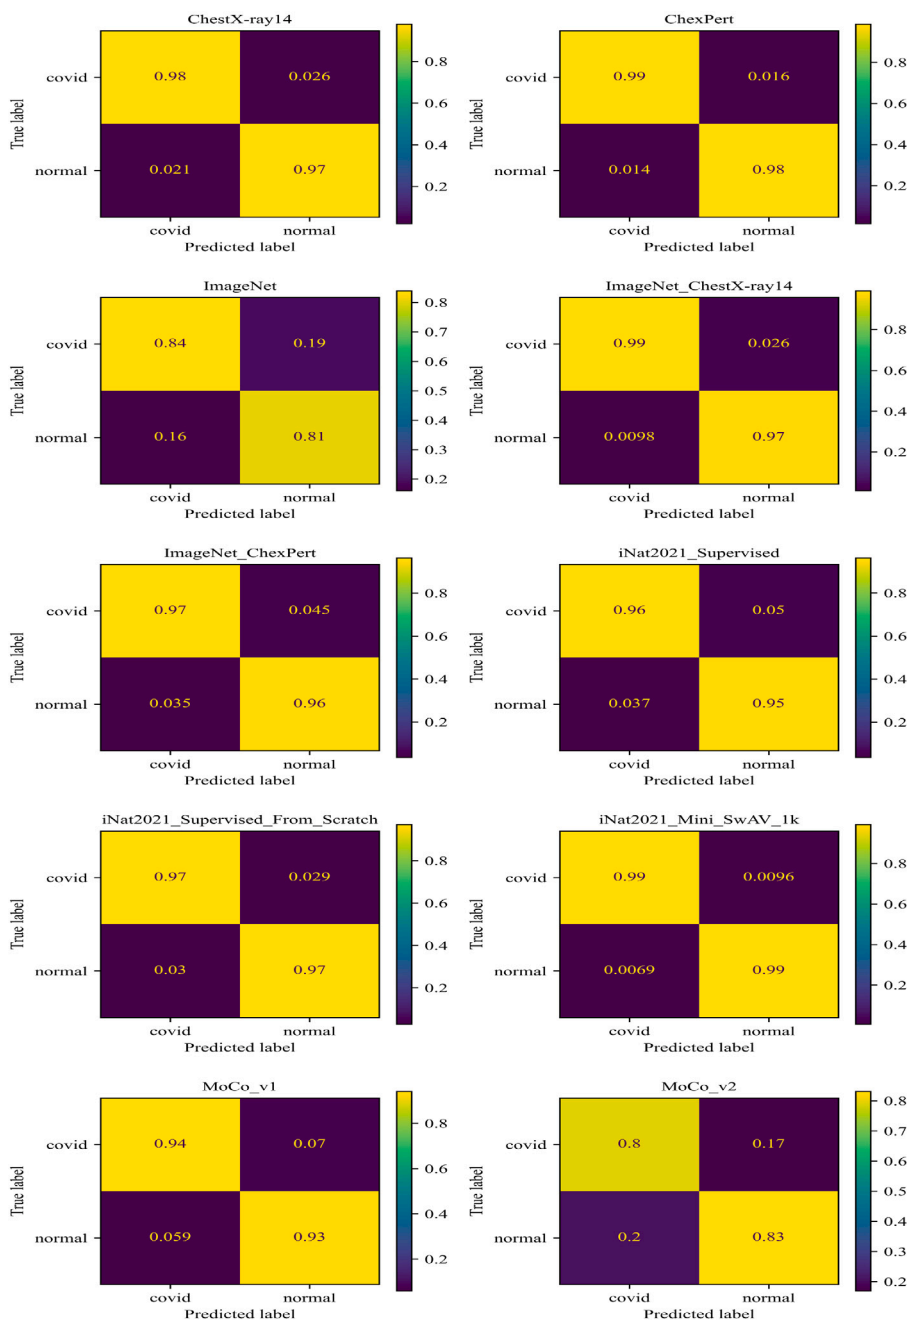 ChestX-ray14
True label
covid
0.98
0.026
normal
0.021
0.97
covid
normal
Predicted label
0.8
0.6
0.4
0.2
ChexPert
True label
covid
0.99
0.016
normal
0.014
0.98
covid
normal
Predicted label
0.8
0.6
0.4
0.2
ImageNet
True label
covid
0.84
0.19
normal
0.16
0.81
covid
normal
Predicted label
0.8
0.7
0.6
0.5
0.4
0.3
0.2
ImageNet_ChestX-ray14
True label
covid
0.99
0.026
normal
0.0098
0.97
covid
normal
Predicted label
0.8
0.6
0.4
0.2
ImageNet_ChexPert
True label
covid
0.97
0.045
normal
0.035
0.96
covid
normal
Predicted label
0.8
0.6
0.4
0.2
iNat2021_Supervised
True label
covid
0.96
0.05
normal
0.037
0.95
covid
normal
Predicted label
0.8
0.6
0.4
0.2
iNat2021_Supervised_From_Scratch
True label
covid
0.97
0.029
normal
0.03
0.97
covid
normal
Predicted label
0.8
0.6
0.4
0.2
iNat2021_Mini_SwAV_1k
True label
covid
0.99
0.0096
normal
0.0069
0.99
covid
normal
Predicted label
0.8
0.6
0.4
0.2
MoCo_v1
True label
covid
0.94
0.07
normal
0.059
0.93
covid
normal
Predicted label
0.8
0.6
0.4
0.2
MoCo_v2
True label
covid
0.8
0.17
normal
0.2
0.83
covid
normal
Predicted label
0.8
0.7
0.6
0.5
0.4
0.3
0.2